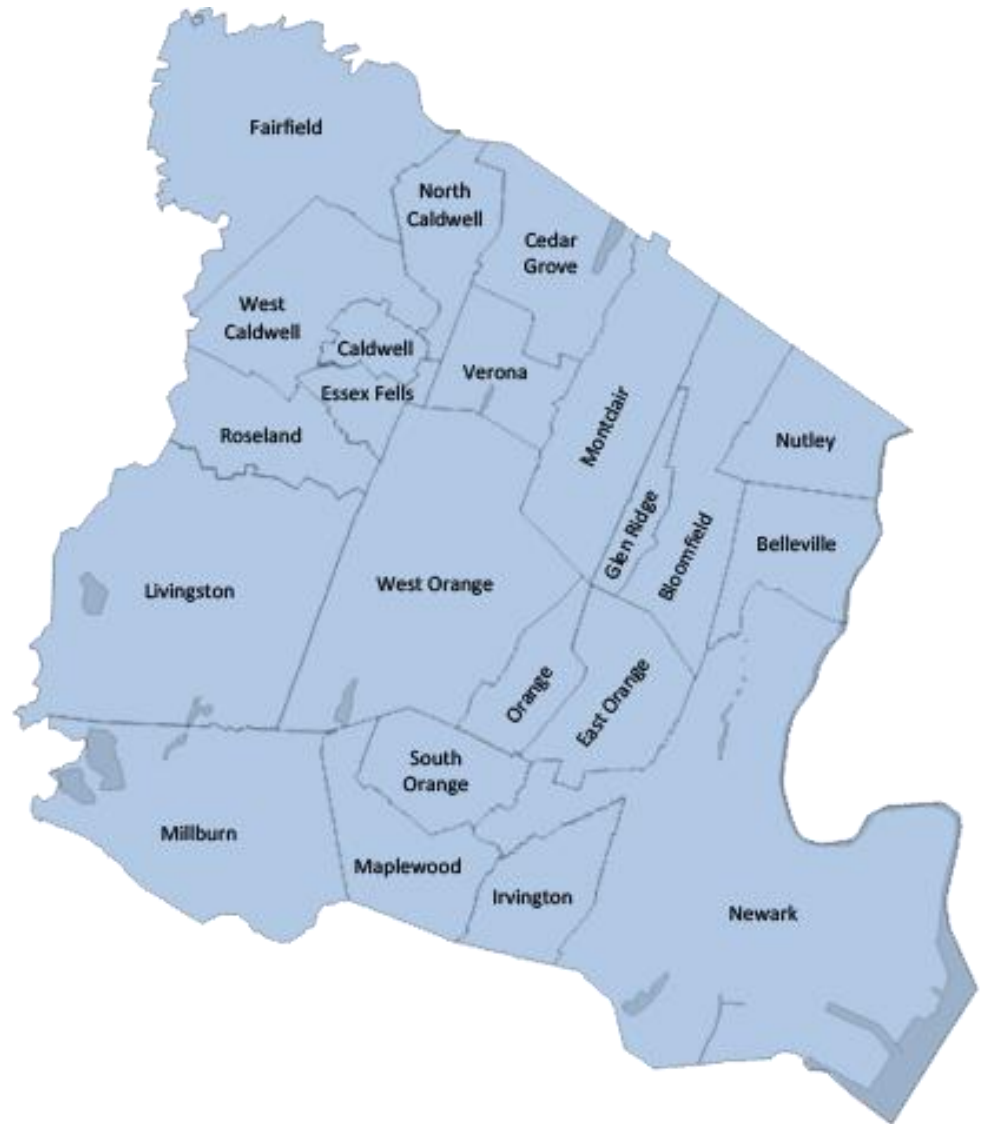 Fairfield
North
Caldwell
Cedar
Grove
West
Caldwell
Caldwell
Verona
Essex Fells
Montclair
Roseland
Nutley
Glen Ridge
Bloomfield
Belleville
Livingston
West Orange
Orange
East Orange
South
Orange
Millburn
Maplewood
Irvington
Newark